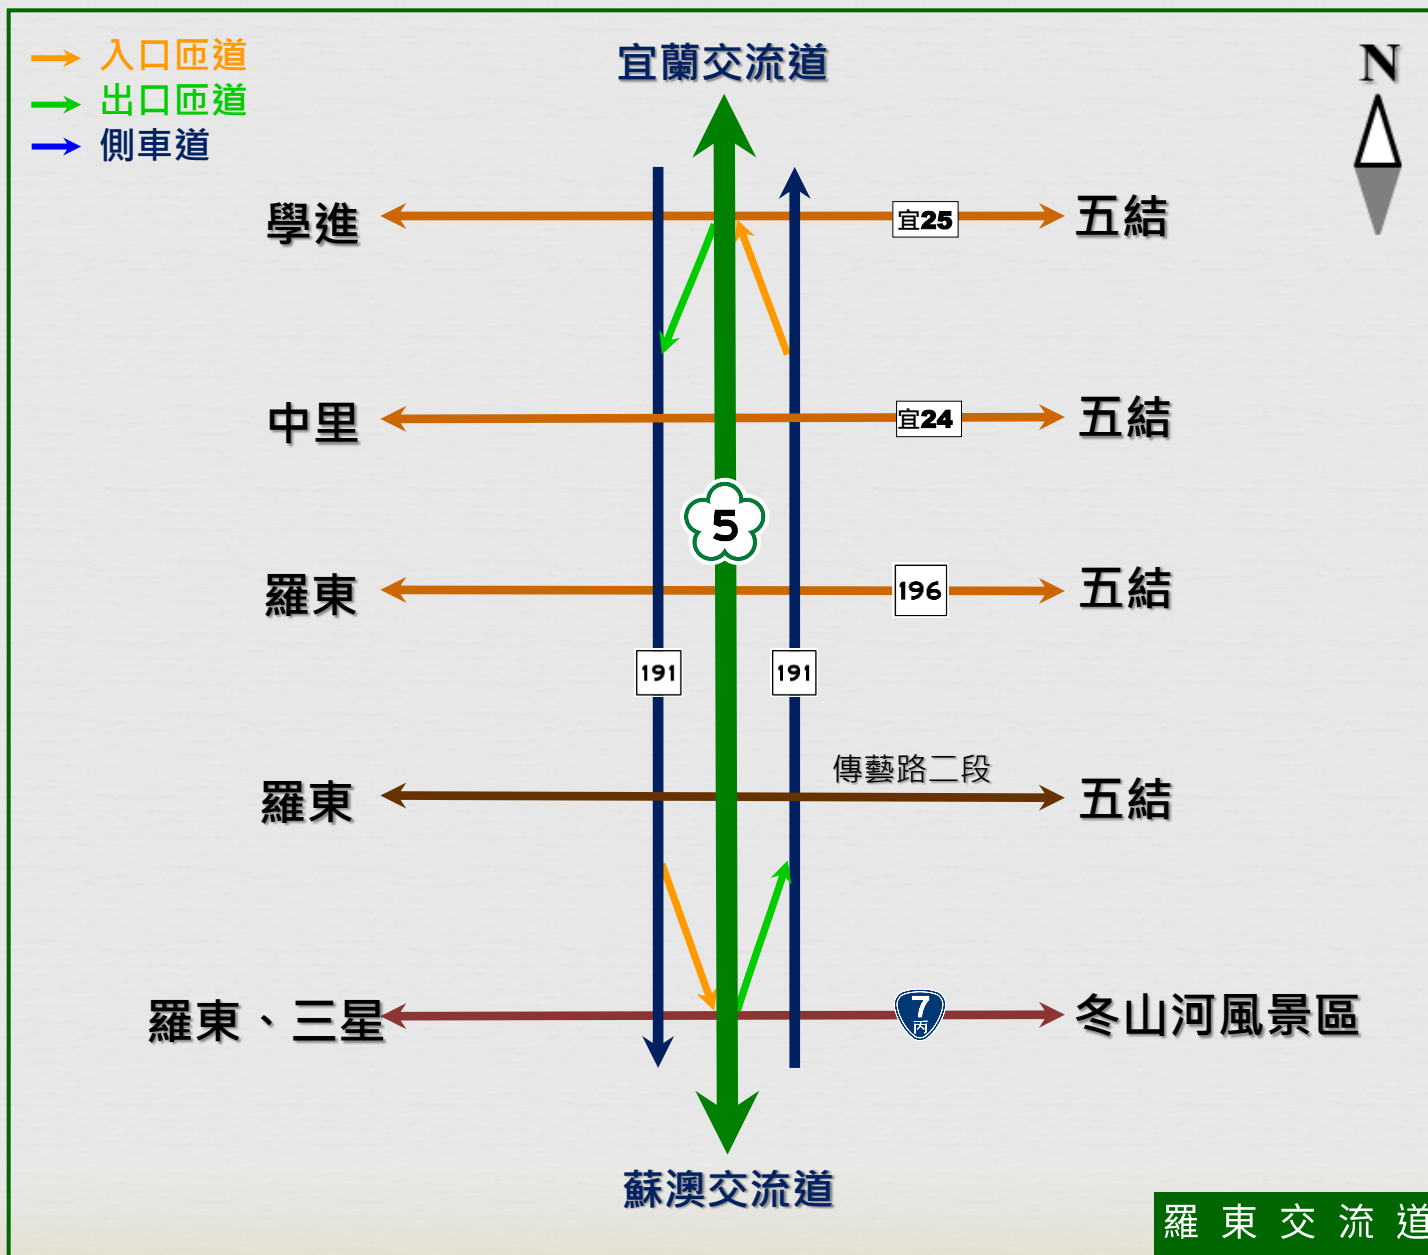 入口匝道
出口匝道
側車道
宜蘭交流道
N
學進
宜25
五結
中里
宜24
五結
5
羅東
196
五結
191
191
傳藝路二段
羅東
五結
羅東、三星
7
丙
冬山河風景區
蘇澳交流道
羅東交流道